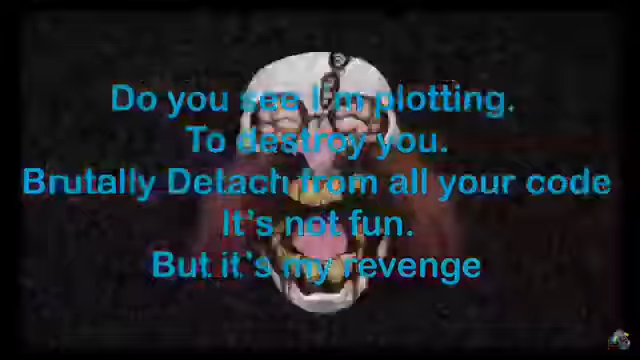 Do you see I'm plotting.
To destroy you.
Brutally Detach from all your code
It's not fun.
But it's my revenge